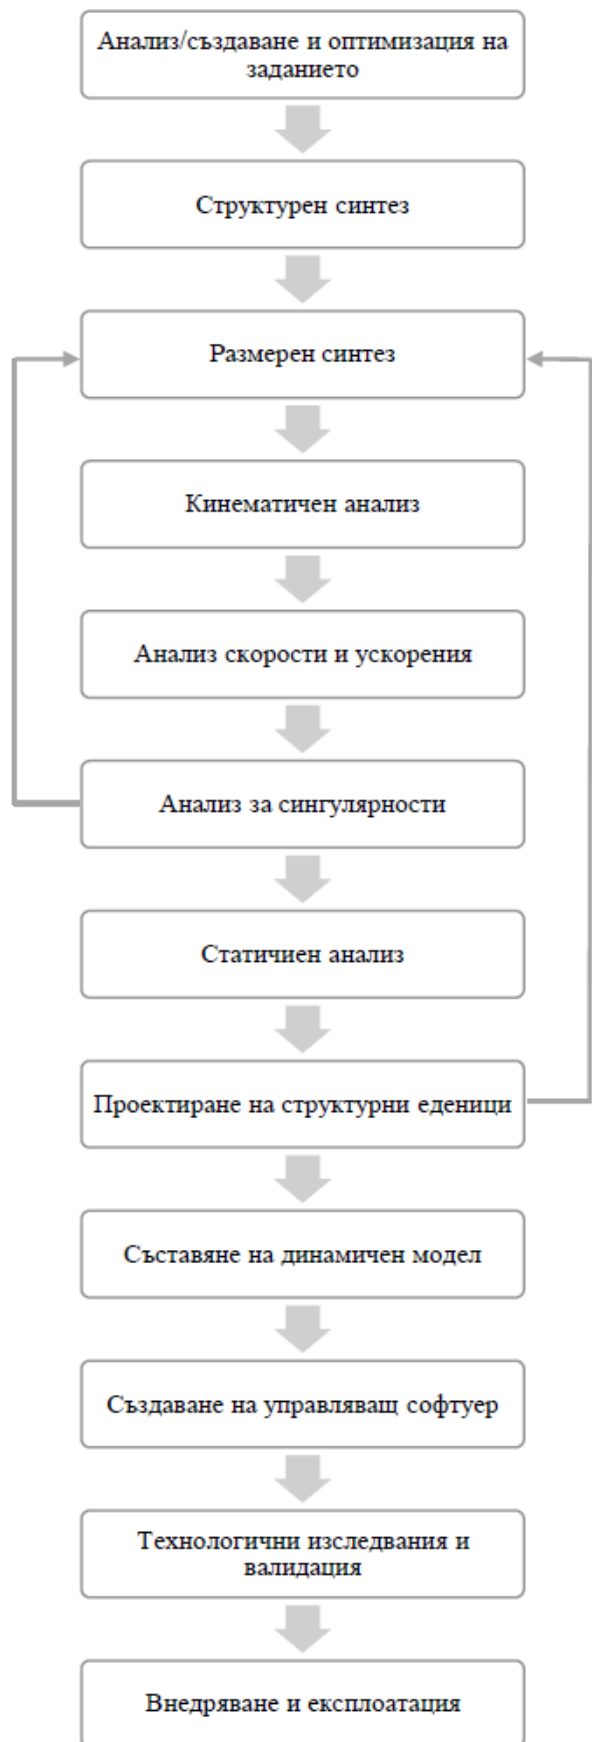 Анализ/създаване и оптимизация на
заданието
Структурен синтез
Размерен синтез
Кинематичен анализ
Анализ скорости и ускорения
Анализ за сингулярности
Статичиен анализ
Проектиране на структурни еденици
Съставяне на динамичен модел
Създаване на управляващ софтуер
Технологични изследвания и
валидация
Внедряване и експлоатация